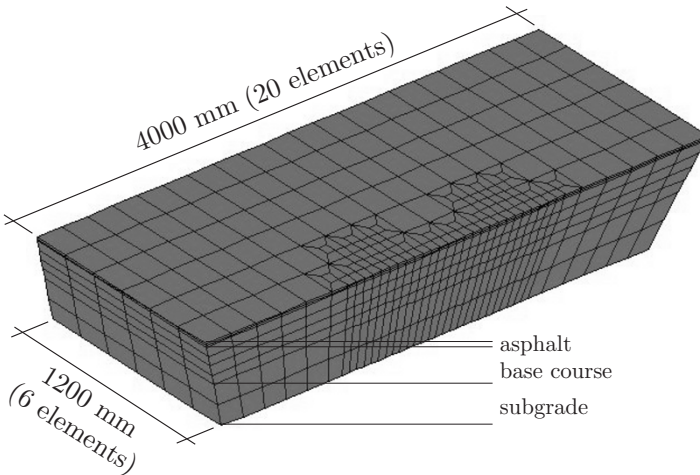 4000 mm (20 elements)
asphalt
base course
subgrade
1200 mm
(6 elements)